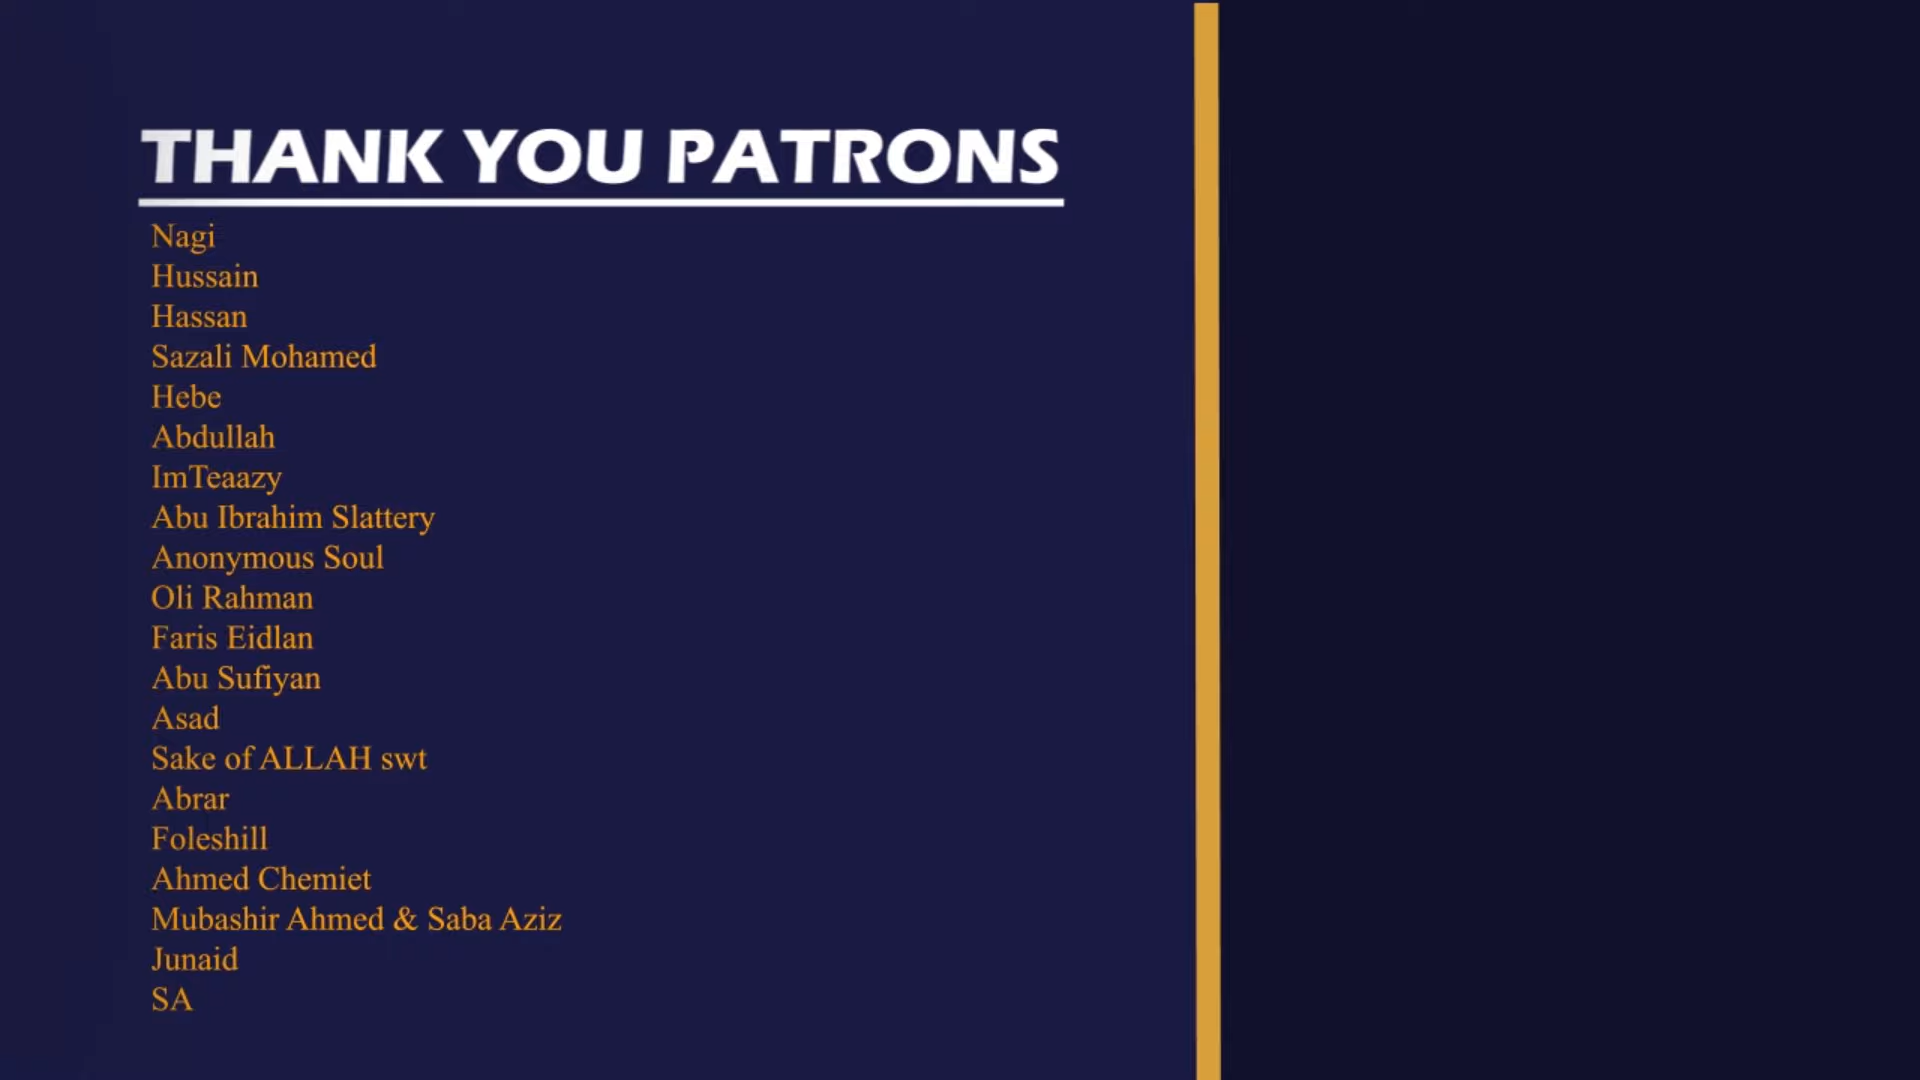 THANK YOU PATRONS
Nagi
Hussain
Hassan
Sazali Mohamed
Hebe
Abdullah
ImTeaazy
Abu Ibrahim Slattery
Anonymous Soul
Oli Rahman
Faris Eidlan
Abu Sufiyan
Asad
Sake of ALLAH swt
Abrar
Foleshill
Ahmed Chemiet
Mubashir Ahmed & Saba Aziz
Junaid
SA